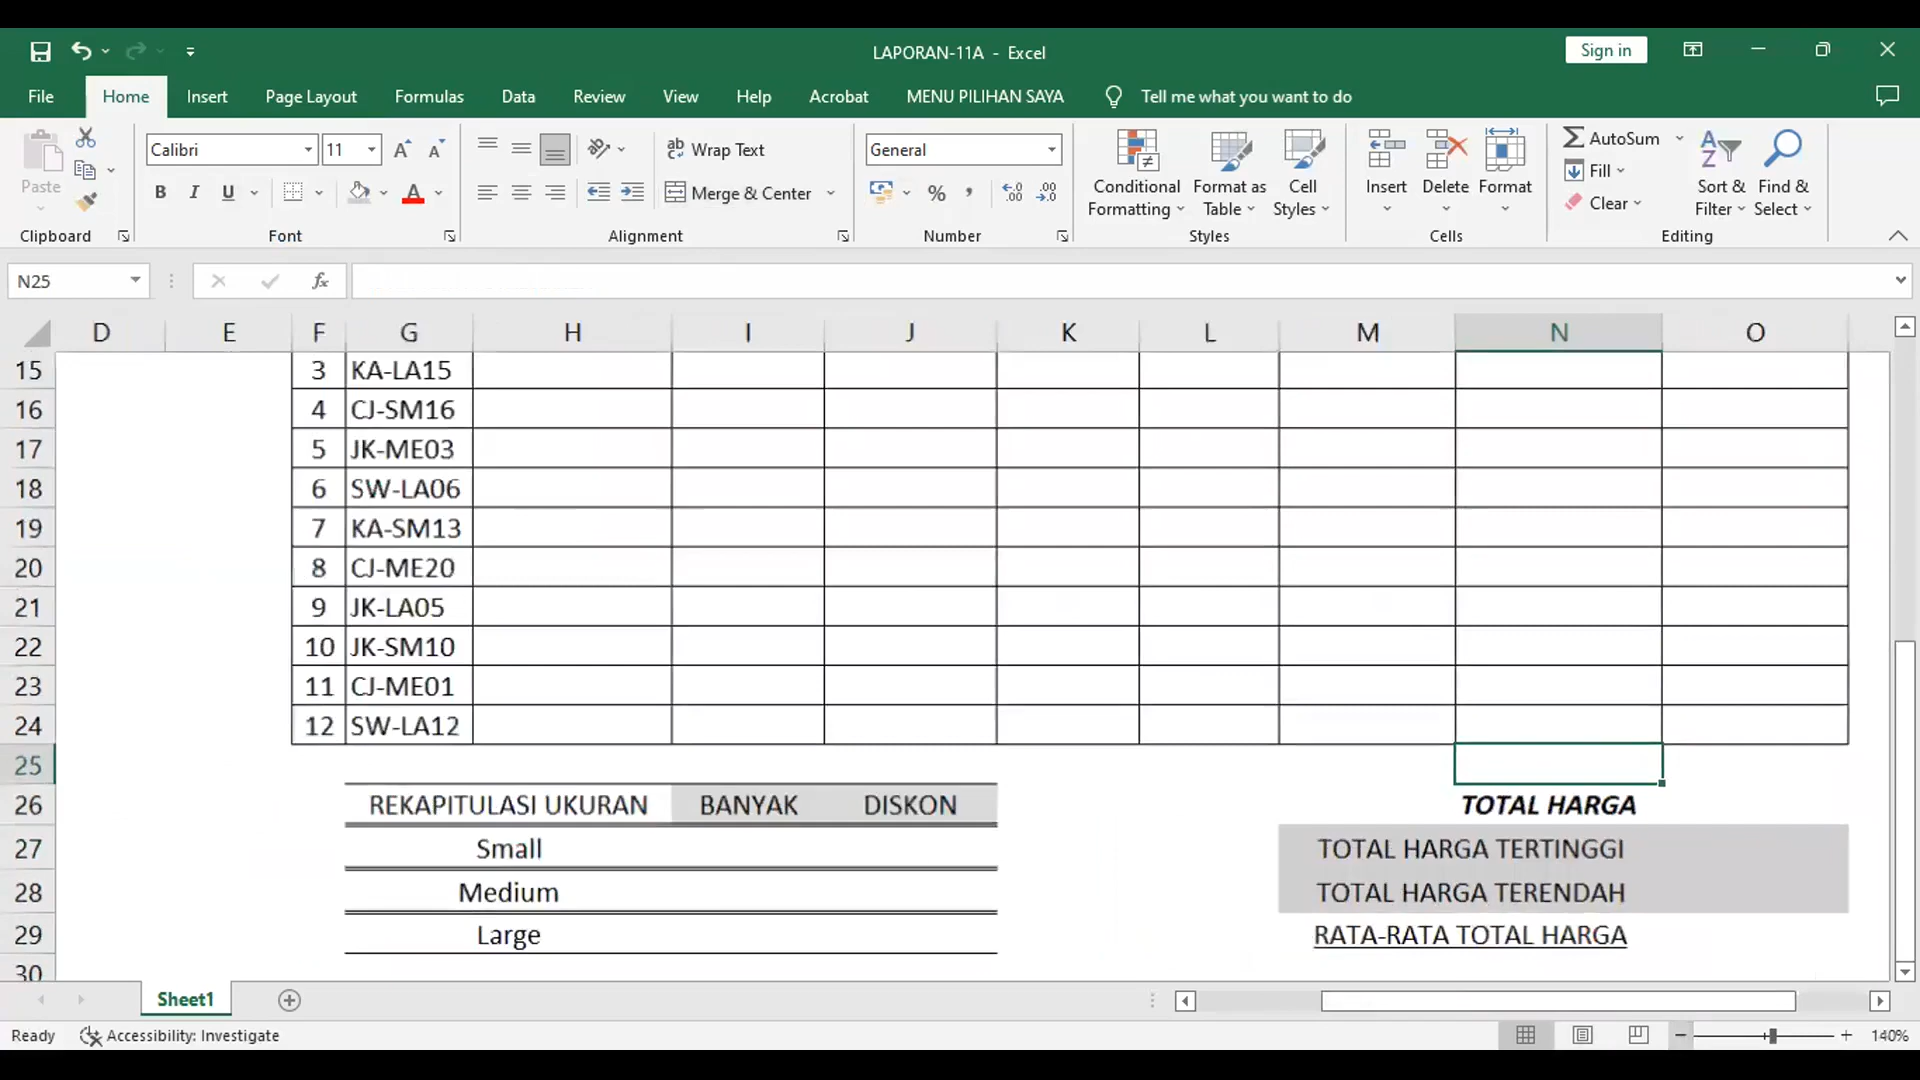 LAPORAN-11A - Excel
Sign in
File Home Insert Page Layout Formulas Data Review View Help Acrobat MENU PILIHAN SAYA Tell me what you want to do
Paste
Calibri 11
B I U A
ab Wrap Text
Merge & Center
General
%
Conditional Formatting
Format as Table
Cell Styles
Insert Delete Format
AutoSum
Fill
Clear
Sort & Filter
Find & Select
Clipboard Font Alignment Number Styles Cells Editing
N25 fx
D E F G H I J K L M N O
15 3 KA-LA15
16 4 CJ-SM16
17 5 JK-ME03
18 6 SW-LA06
19 7 KA-SM13
20 8 CJ-ME20
21 9 JK-LA05
22 10 JK-SM10
23 11 CJ-ME01
24 12 SW-LA12
25
26 REKAPITULASI UKURAN BANYAK DISKON TOTAL HARGA
27 Small TOTAL HARGA TERTINGGI
28 Medium TOTAL HARGA TERENDAH
29 Large RATA-RATA TOTAL HARGA
30
Sheet1
Ready Accessibility: Investigate 140%